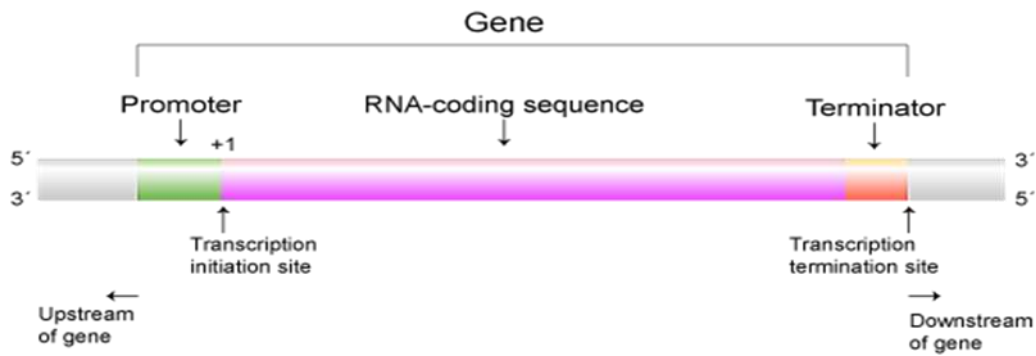 Gene
Promoter
RNA-coding sequence
Terminator
+1
5´
3´
3´
5´
Transcription
initiation site
Transcription
termination site
Upstream
of gene
Downstream
of gene